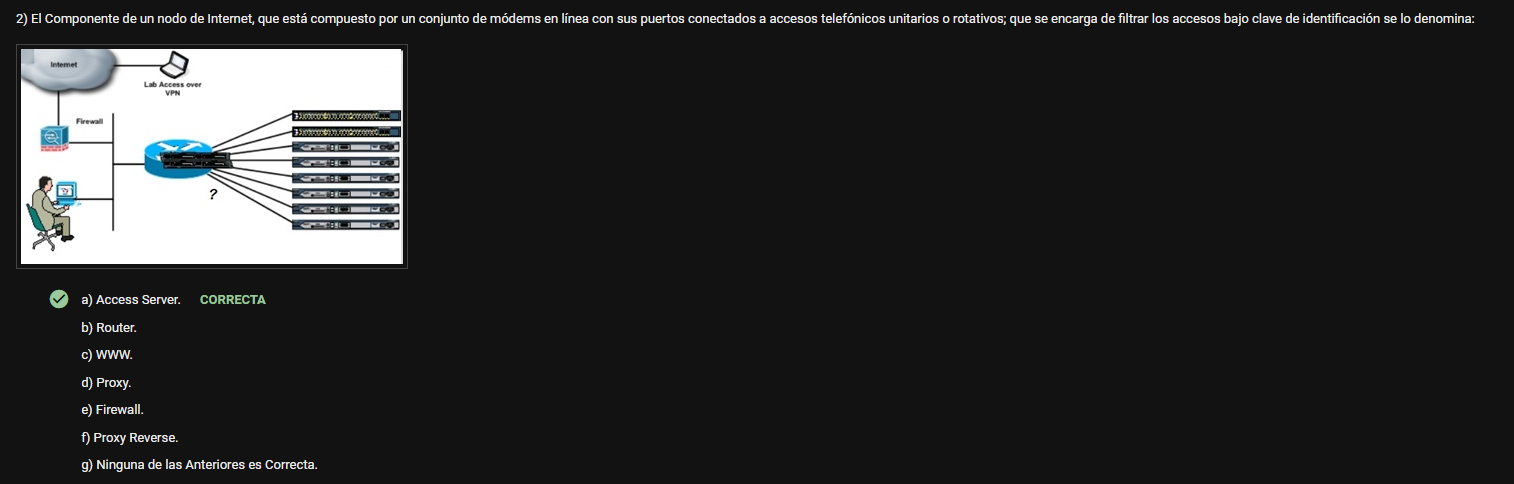 2) El Componente de un nodo de Internet, que está compuesto por un conjunto de módems en línea con sus puertos conectados a accesos telefónicos unitarios o rotativos; que se encarga de filtrar los accesos bajo clave de identificación se lo denomina:
Internet
Lab Access over
VPN
Firewall
?
a) Access Server. CORRECTA
b) Router.
c) WWW.
d) Proxy.
e) Firewall.
f) Proxy Reverse.
g) Ninguna de las Anteriores es Correcta.